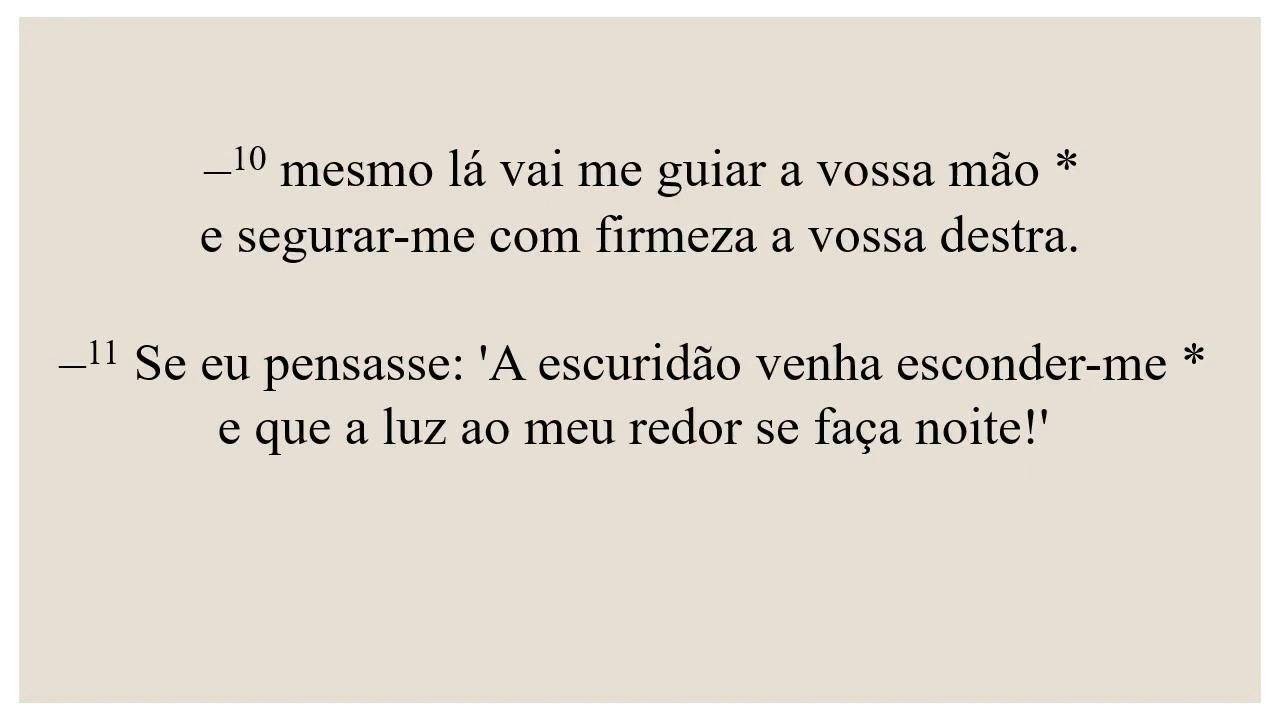 –10 mesmo lá vai me guiar a vossa mão *
e segurar-me com firmeza a vossa destra.
–11 Se eu pensasse: 'A escuridão venha esconder-me *
e que a luz ao meu redor se faça noite!'